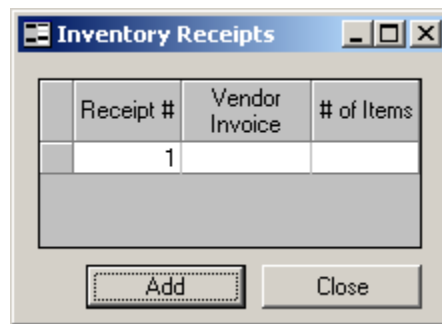 Inventory Receipts
Receipt # Vendor Invoice # of Items
1
Add Close